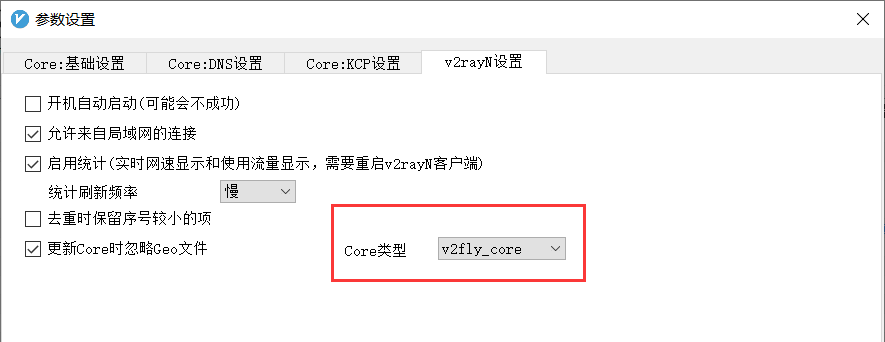 参数设置
Core:基础设置 Core:DNS设置 Core:KCP设置 v2rayN设置
开机自动启动(可能会不成功)
允许来自局域网的连接
启用统计(实时网速显示和使用流量显示，需要重启v2rayN客户端)
统计刷新频率 慢
去重时保留序号较小的项
更新Core时忽略Geo文件 Core类型 v2fly_core